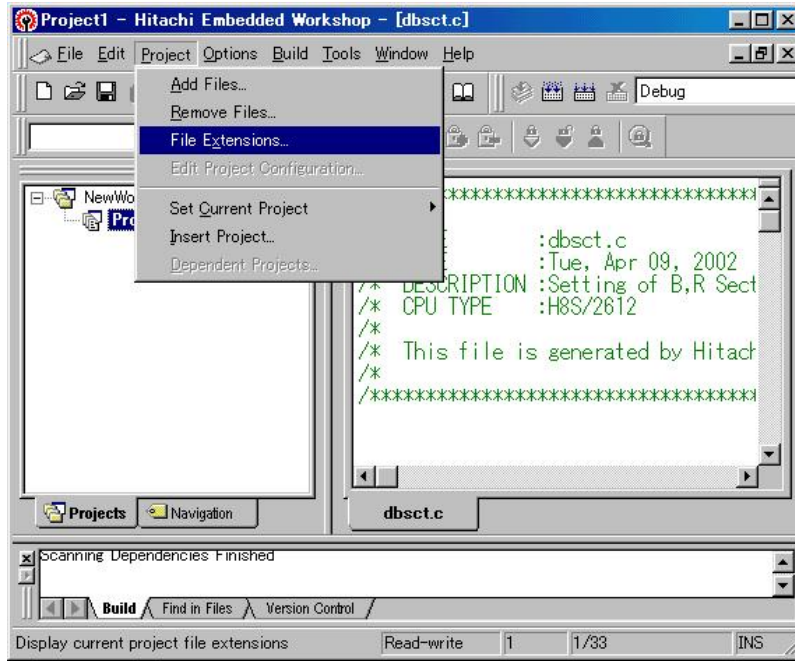 Project1 - Hitachi Embedded Workshop - [dbsct.c]
File Edit Project Options Build Tools Window Help
Debug
Add Files...
Remove Files...
File Extensions...
Edit Project Configuration...
Set Current Project
Insert Project...
Dependent Projects...
/* DESCRIPTION :Setting of B,R Sect
:dbsct.c
:Tue, Apr 09, 2002
/* CPU TYPE :H8S/2612
/*
/* This file is generated by Hitach
/*
/***************************************
Projects Navigation
dbsct.c
Scanning Dependencies Finished
Build Find in Files Version Control
Display current project file extensions Read-write 1 1/33 INS